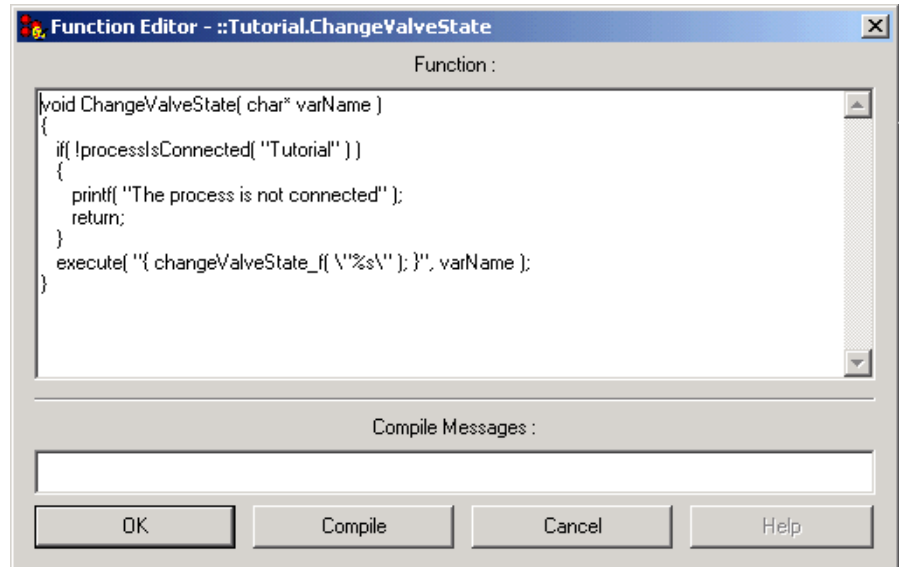 Function Editor - ::Tutorial.ChangeValveState
Function :
void ChangeValveState( char* varName )
{
if( !processIsConnected( "Tutorial" ) )
{
printf( "The process is not connected" );
return;
}
execute( "{ changeValveState_f( \"%s\" ); }", varName );
}
Compile Messages :
OK
Compile
Cancel
Help